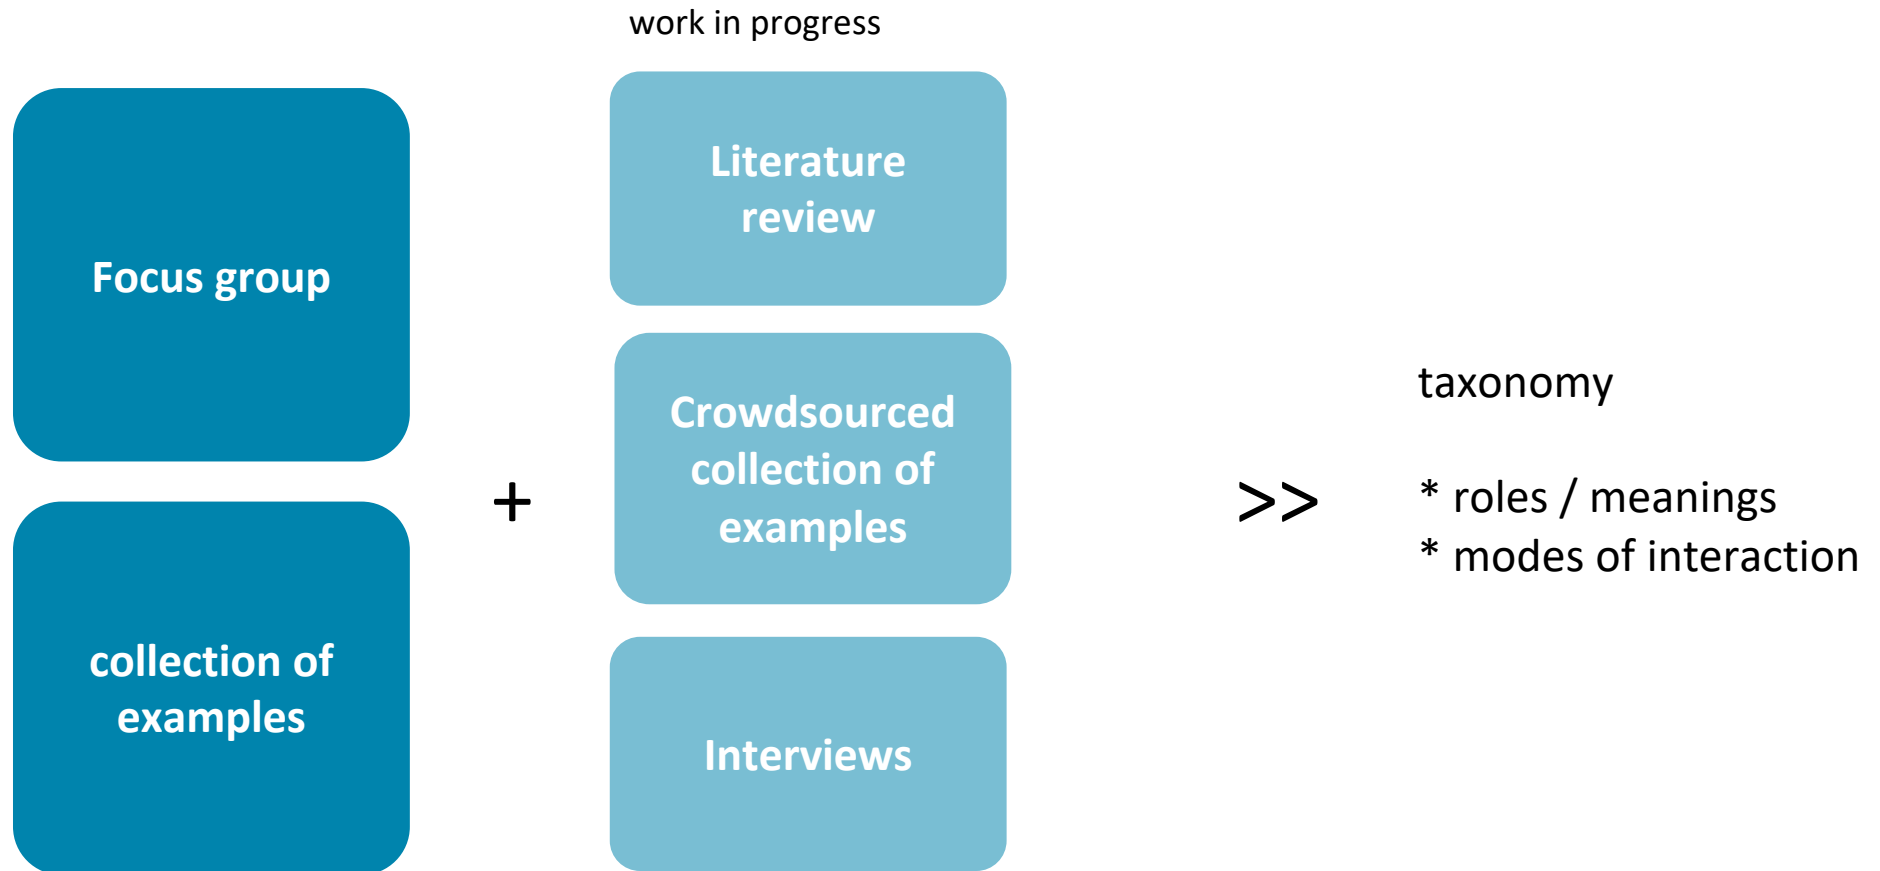 work in progress
Focus group
collection of
examples
+
Literature
review
Crowdsourced
collection of
examples
Interviews
>>
taxonomy
* roles / meanings
* modes of interaction